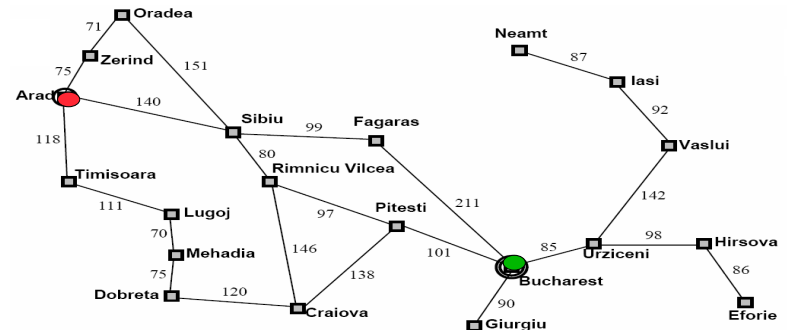 Oradea
71
Neamt
87
Zerind
151
75
Iasi
Arad
140
92
Sibiu
Fagaras
99
118
Vaslui
80
Timisoara
Rimnicu Vilcea
142
111
211
Lugoj
97
Pitesti
70
98
Hirsova
146
101
85
Mehadia
138
Urziceni
75
86
Bucharest
Dobreta
120
90
Craiova
Eforie
Giurgiu